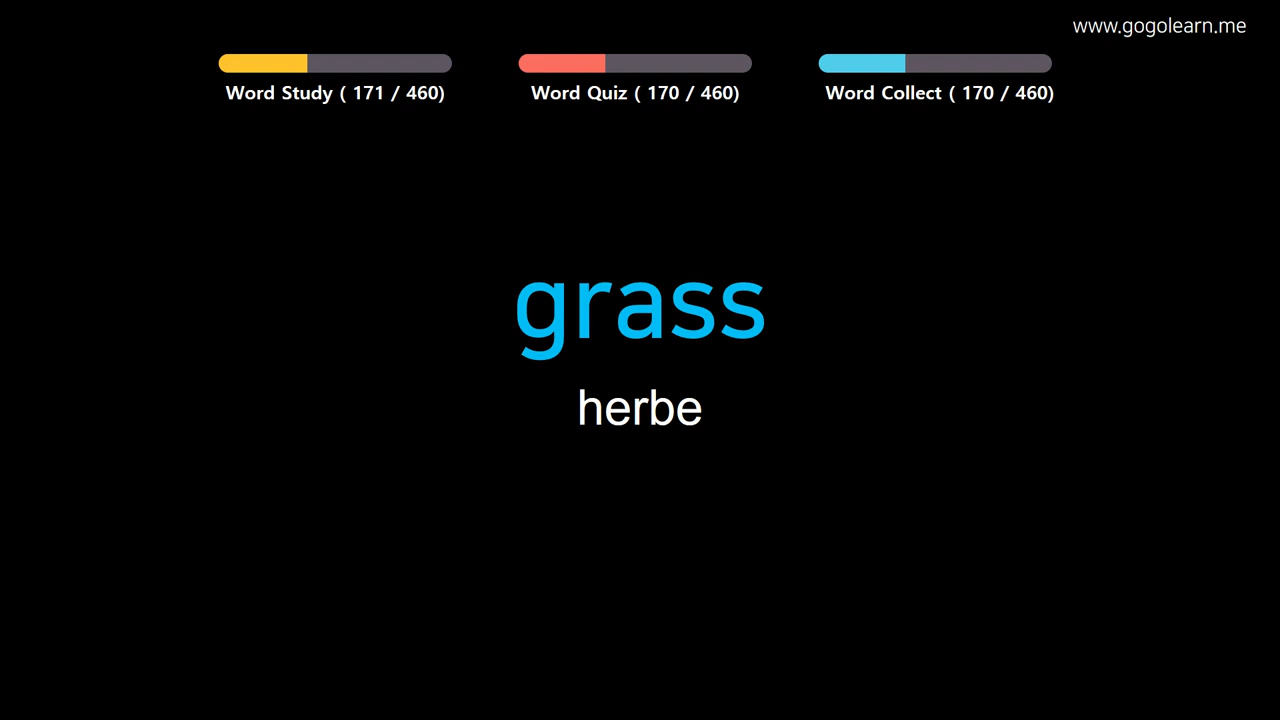 www.gogolearn.me
Word Study ( 171 / 460)
Word Quiz ( 170 / 460)
Word Collect ( 170 / 460)
grass
herbe